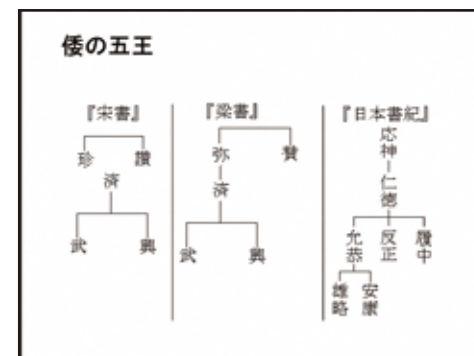 倭の五王
『宋書』
珍 讃
済
武 興
『梁書』
弥 賛
済
武 興
『日本書紀』
応神
仁徳
允恭 反正 履中
雄略 安康